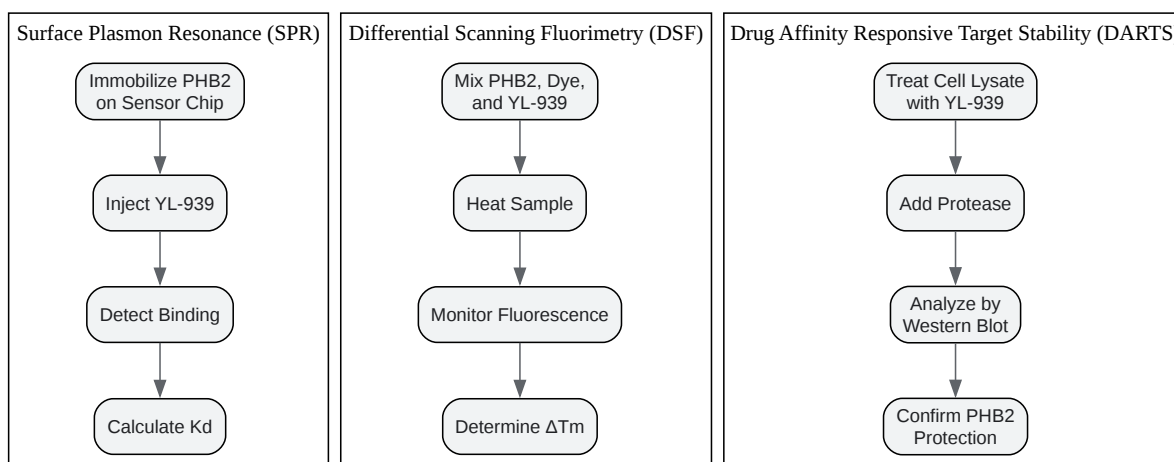 Surface Plasmon Resonance (SPR)
Immobilize PHB2
on Sensor Chip
Inject YL-939
Detect Binding
Calculate Kd
Differential Scanning Fluorimetry (DSF)
Mix PHB2, Dye,
and YL-939
Heat Sample
Monitor Fluorescence
Determine ΔTm
Drug Affinity Responsive Target Stability (DARTS
Treat Cell Lysate
with YL-939
Add Protease
Analyze by
Western Blot
Confirm PHB2
Protection